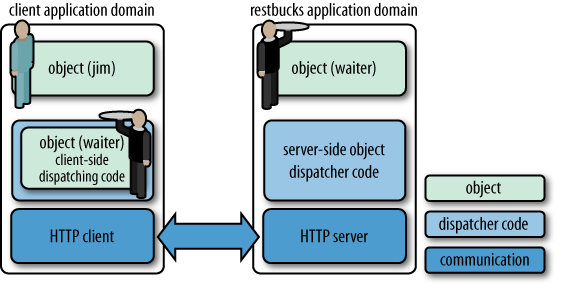 client application domain
restbucks application domain
object (jim)
object (waiter)
object (waiter)
client-side
dispatching code
server-side object
dispatcher code
HTTP client
HTTP server
object
dispatcher code
communication